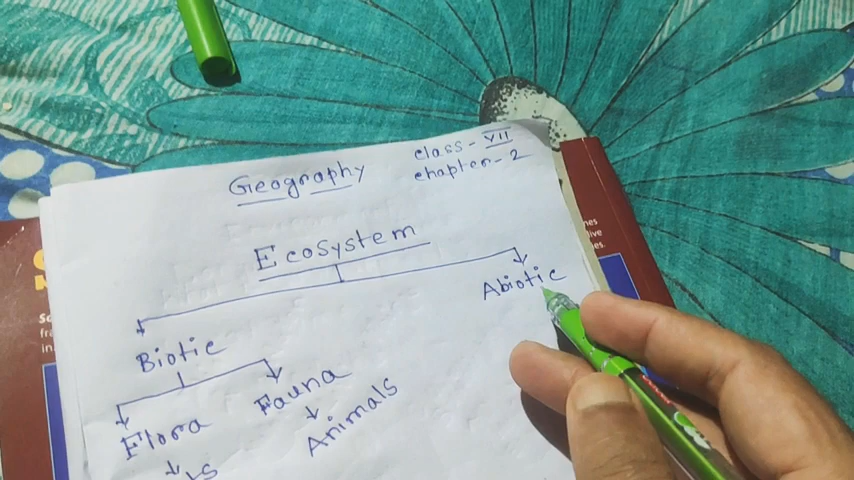 Geography
class - VII
chapter - 2
Ecosystem
Abiotic
Biotic
Fauna
Flora
Animals